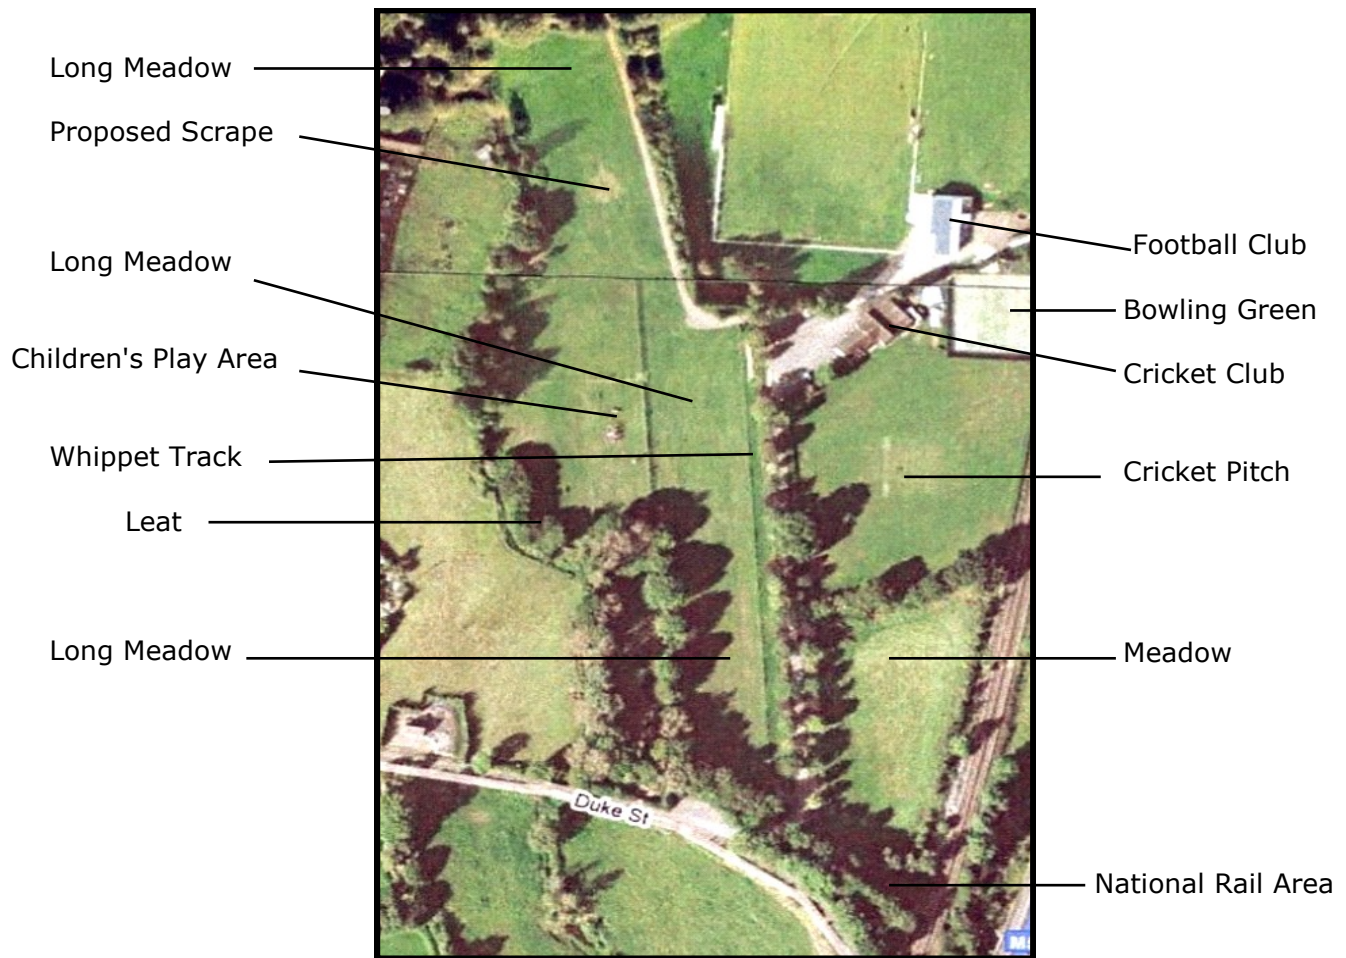 Long Meadow
Proposed Scrape
Long Meadow
Children's Play Area
Whippet Track
Leat
Long Meadow
Football Club
Bowling Green
Cricket Club
Cricket Pitch
Meadow
National Rail Area
Duke St